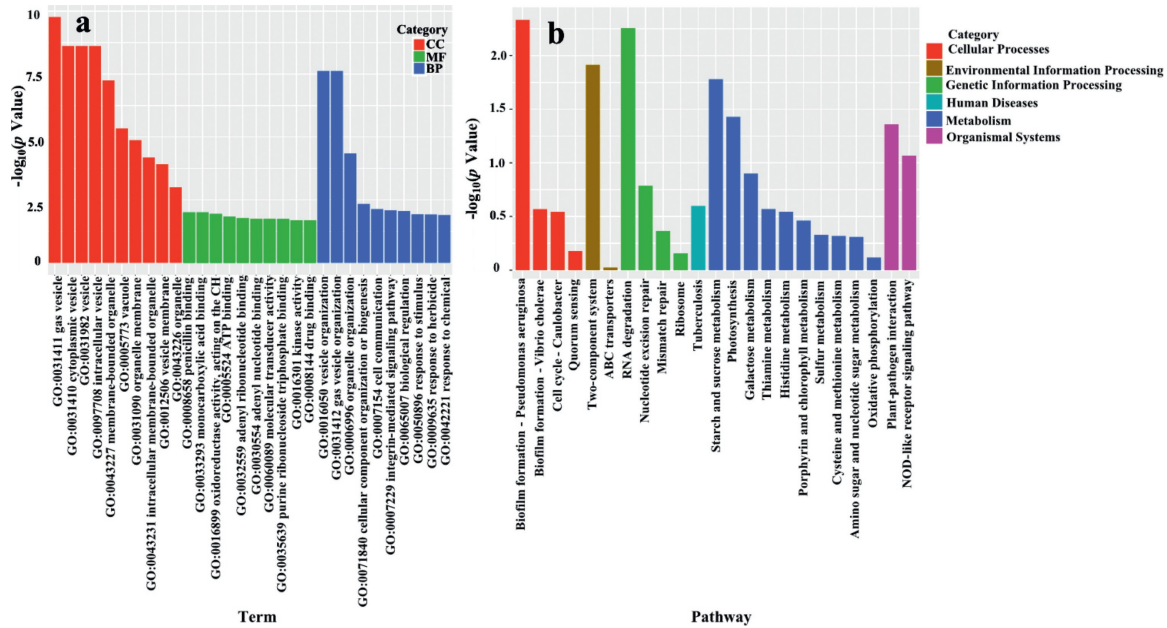 a
Category
CC
MF
BP
-log10(p Value)
10
7.5
5.0
2.5
0
GO:0031411 gas vesicle
GO:0031410 cytoplasmic vesicle
GO:0031982 vesicle
GO:0097708 intracellular vesicle
GO:0043227 membrane-bounded organelle
GO:0005773 vacuole
GO:0031090 organelle membrane
GO:0043231 intracellular membrane-bounded organelle
GO:0012506 vesicle membrane
GO:0043226 organelle
GO:0008658 penicillin binding
GO:0033293 monocarboxylic acid binding
GO:0016899 oxidoreductase activity, acting on the CH
GO:0005524 ATP binding
GO:0032559 adenyl ribonucleotide binding
GO:0030554 adenyl nucleotide binding
GO:0060089 molecular transducer activity
GO:0035639 purine ribonucleoside triphosphate binding
GO:0016301 kinase activity
GO:0008144 drug binding
GO:0016050 vesicle organization
GO:0031412 gas vesicle organization
GO:0006996 organelle organization
GO:0071840 cellular component organization or biogenesis
GO:0007154 cell communication
GO:0007229 integrin-mediated signaling pathway
GO:0065007 biological regulation
GO:0050896 response to stimulus
GO:0009635 response to herbicide
GO:0042221 response to chemical
Term
b
Category
Cellular Processes
Environmental Information Processing
Genetic Information Processing
Human Diseases
Metabolism
Organismal Systems
-log10(p Value)
2.0
1.5
1.0
0.5
0
Biofilm formation - Pseudomonas aeruginosa
Biofilm formation - Vibrio cholerae
Cell cycle - Caulobacter
Quorum sensing
Two-component system
ABC transporters
RNA degradation
Nucleotide excision repair
Mismatch repair
Ribosome
Tuberculosis
Starch and sucrose metabolism
Photosynthesis
Galactose metabolism
Thiamine metabolism
Histidine metabolism
Porphyrin and chlorophyll metabolism
Sulfur metabolism
Cysteine and methionine metabolism
Amino sugar and nucleotide sugar metabolism
Oxidative phosphorylation
Plant-pathogen interaction
NOD-like receptor signaling pathway
Pathway